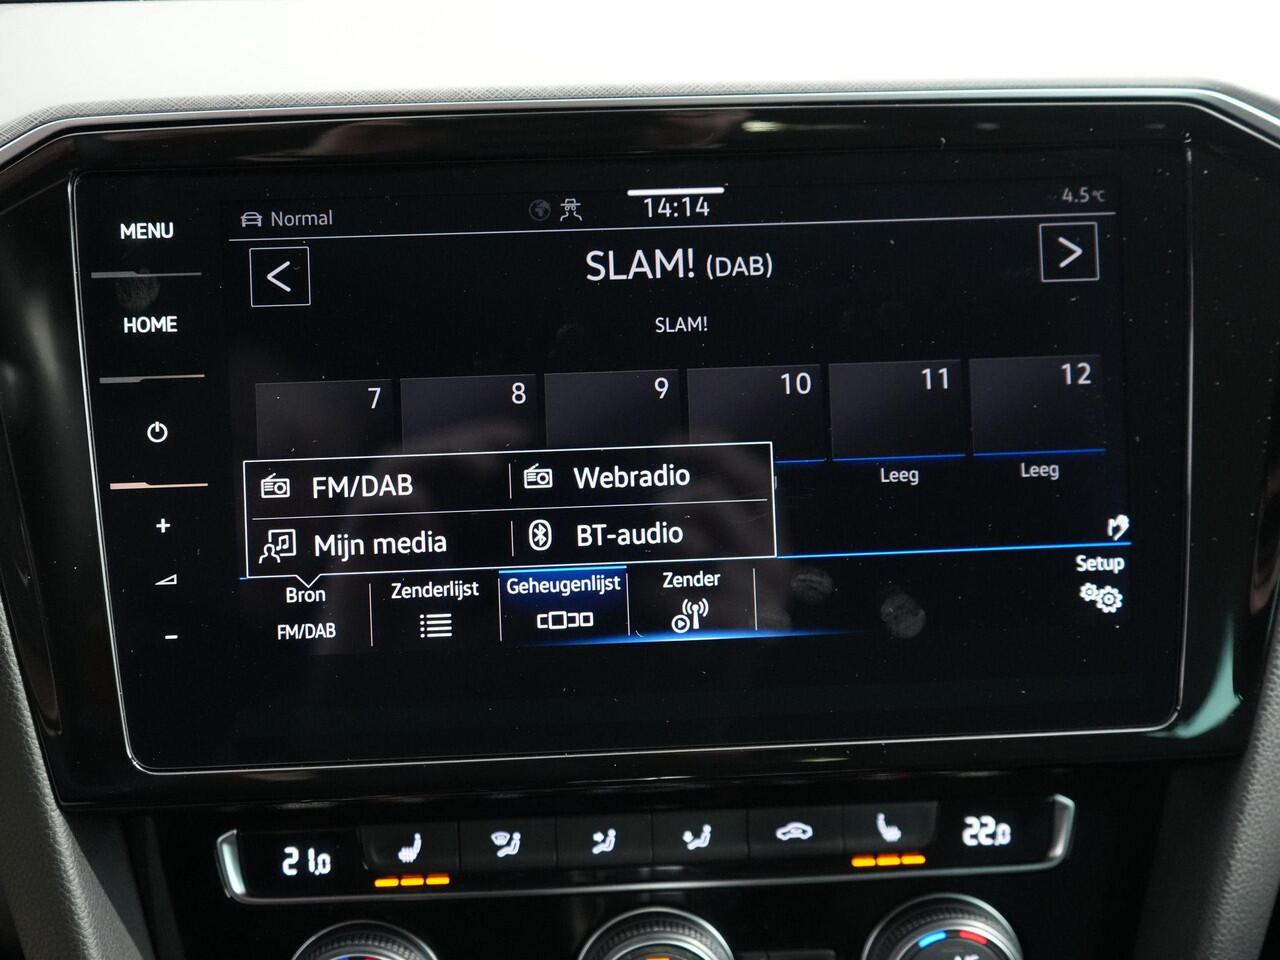 MENU
Normal
14:14
4.5°C
SLAM! (DAB)
HOME
SLAM!
7
8
9
10
11
12
FM/DAB
Webradio
Leeg
Leeg
Mijn media
BT-audio
Bron
Zenderlijst
Geheugenlijst
Zender
Setup
FM/DAB
+
-
21.0
22.0